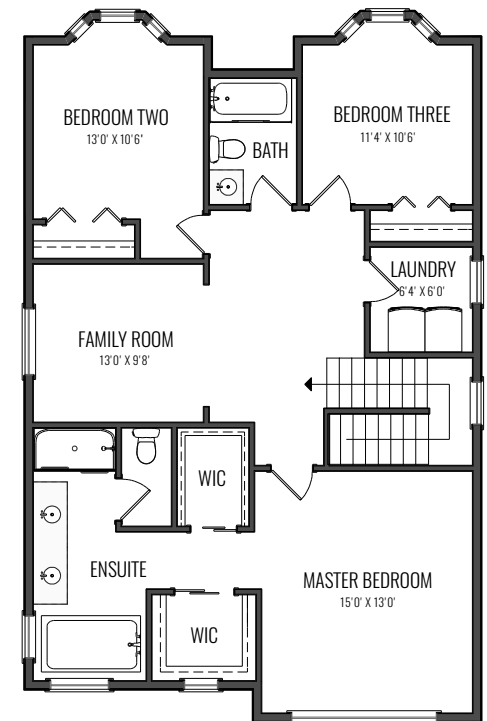 BEDROOM TWO
13'0' X 10'6"
BEDROOM THREE
11'4' X 10'6'
BATH
LAUNDRY
6'4' X 6'0'
FAMILY ROOM
13'0' X 9'8'
WIC
ENSUITE
MASTER BEDROOM
15'0' X 13'0'
WIC